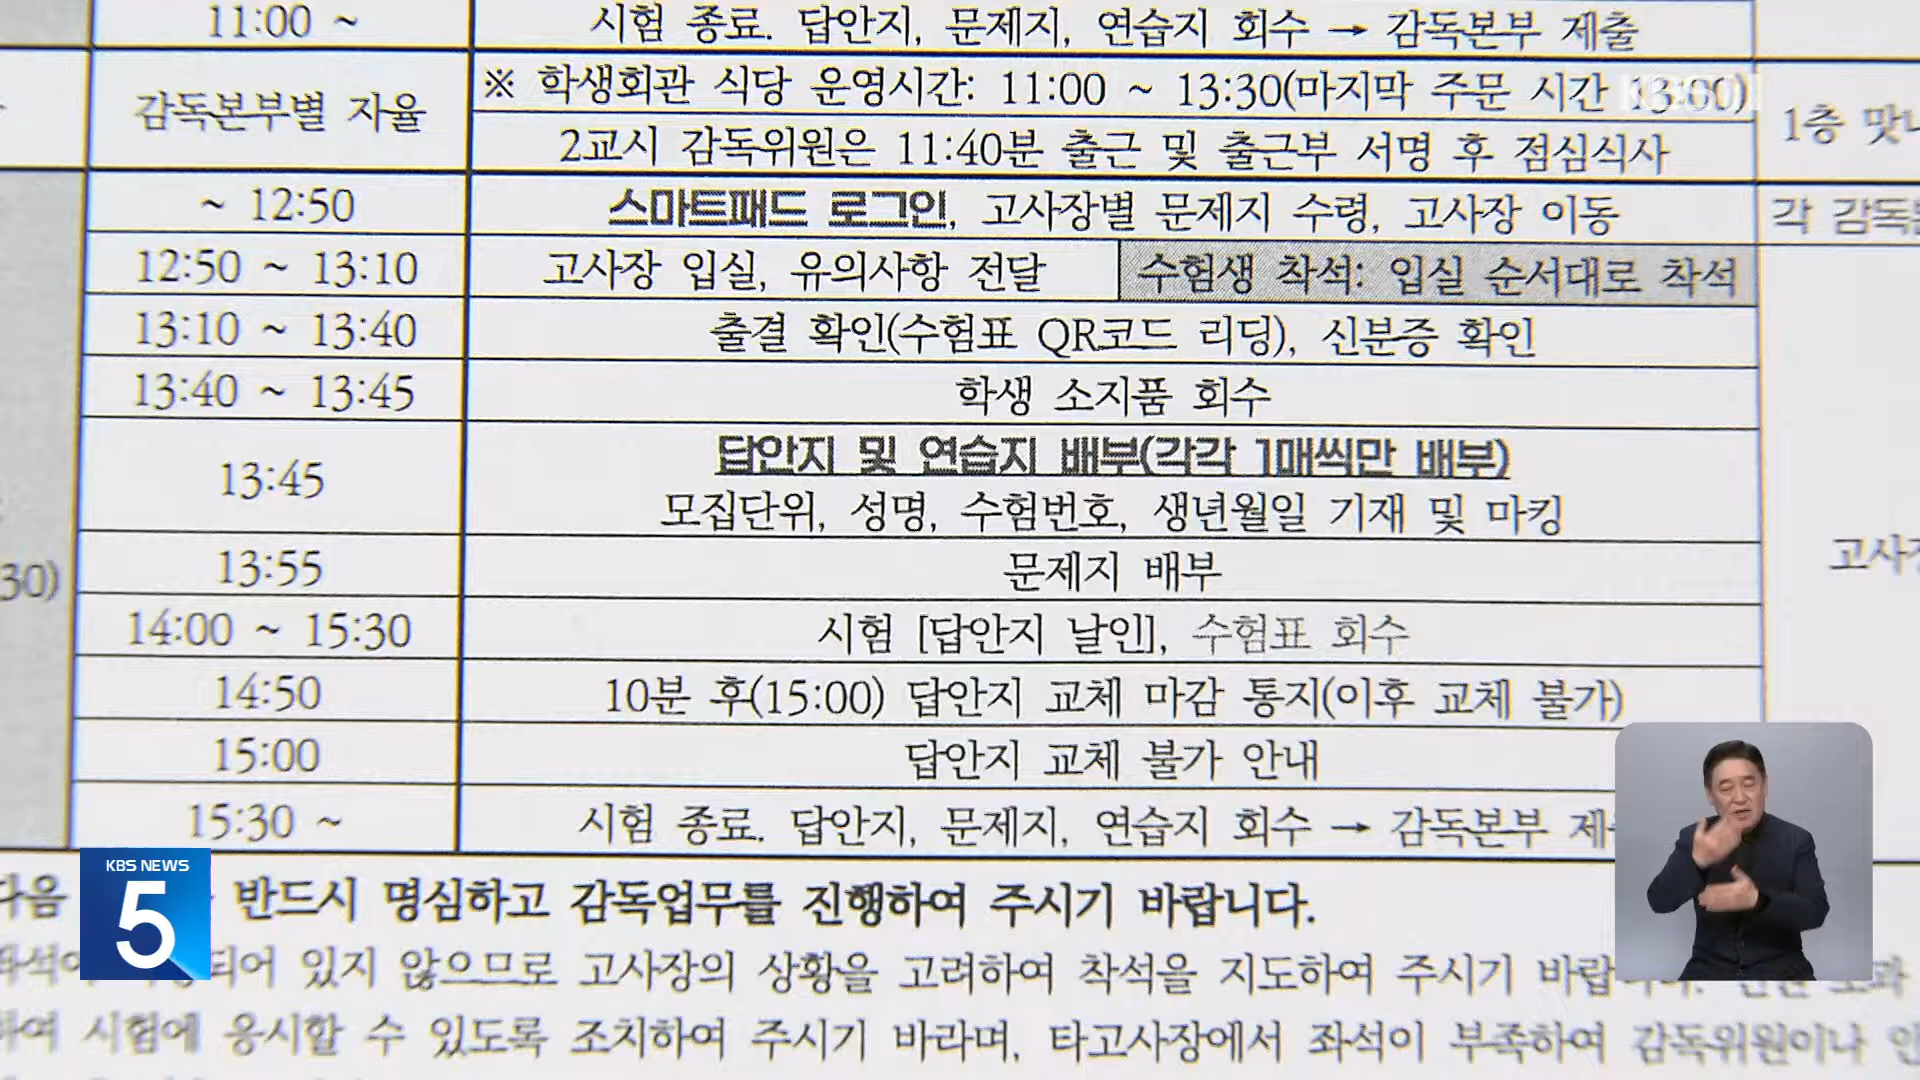 11:00 ~ 시험 종료. 답안지, 문제지, 연습지 회수 → 감독본부 제출
감독본부별 자율
※ 학생회관 식당 운영시간: 11:00 ~ 13:30(마지막 주문 시간 13:00)
2교시 감독위원은 11:40분 출근 및 출근부 서명 후 점심식사
1층 맛
~ 12:50 스마트패드 로그인, 고사장별 문제지 수령, 고사장 이동
각 감독
12:50 ~ 13:10 고사장 입실, 유의사항 전달 수험생 착석: 입실 순서대로 착석
13:10 ~ 13:40 출결 확인(수험표 QR코드 리딩), 신분증 확인
13:40 ~ 13:45 학생 소지품 회수
13:45 답안지 및 연습지 배부(각각 1매씩만 배부)
모집단위, 성명, 수험번호, 생년월일 기재 및 마킹
13:55 문제지 배부
30)
고사
14:00 ~ 15:30 시험 [답안지 날인], 수험표 회수
14:50 10분 후(15:00) 답안지 교체 마감 통지(이후 교체 불가)
15:00 답안지 교체 불가 안내
15:30 ~ 시험 종료. 답안지, 문제지, 연습지 회수 → 감독본부
KBS NEWS
5
다음 반드시 명심하고 감독업무를 진행하여 주시기 바랍니다.
되어 있지 않으므로 고사장의 상황을 고려하여 착석을 지도하여 주시기 바랍
하여 시험에 응시할 수 있도록 조치하여 주시기 바라며, 타고사장에서 좌석이 부족하여 감독위원이나